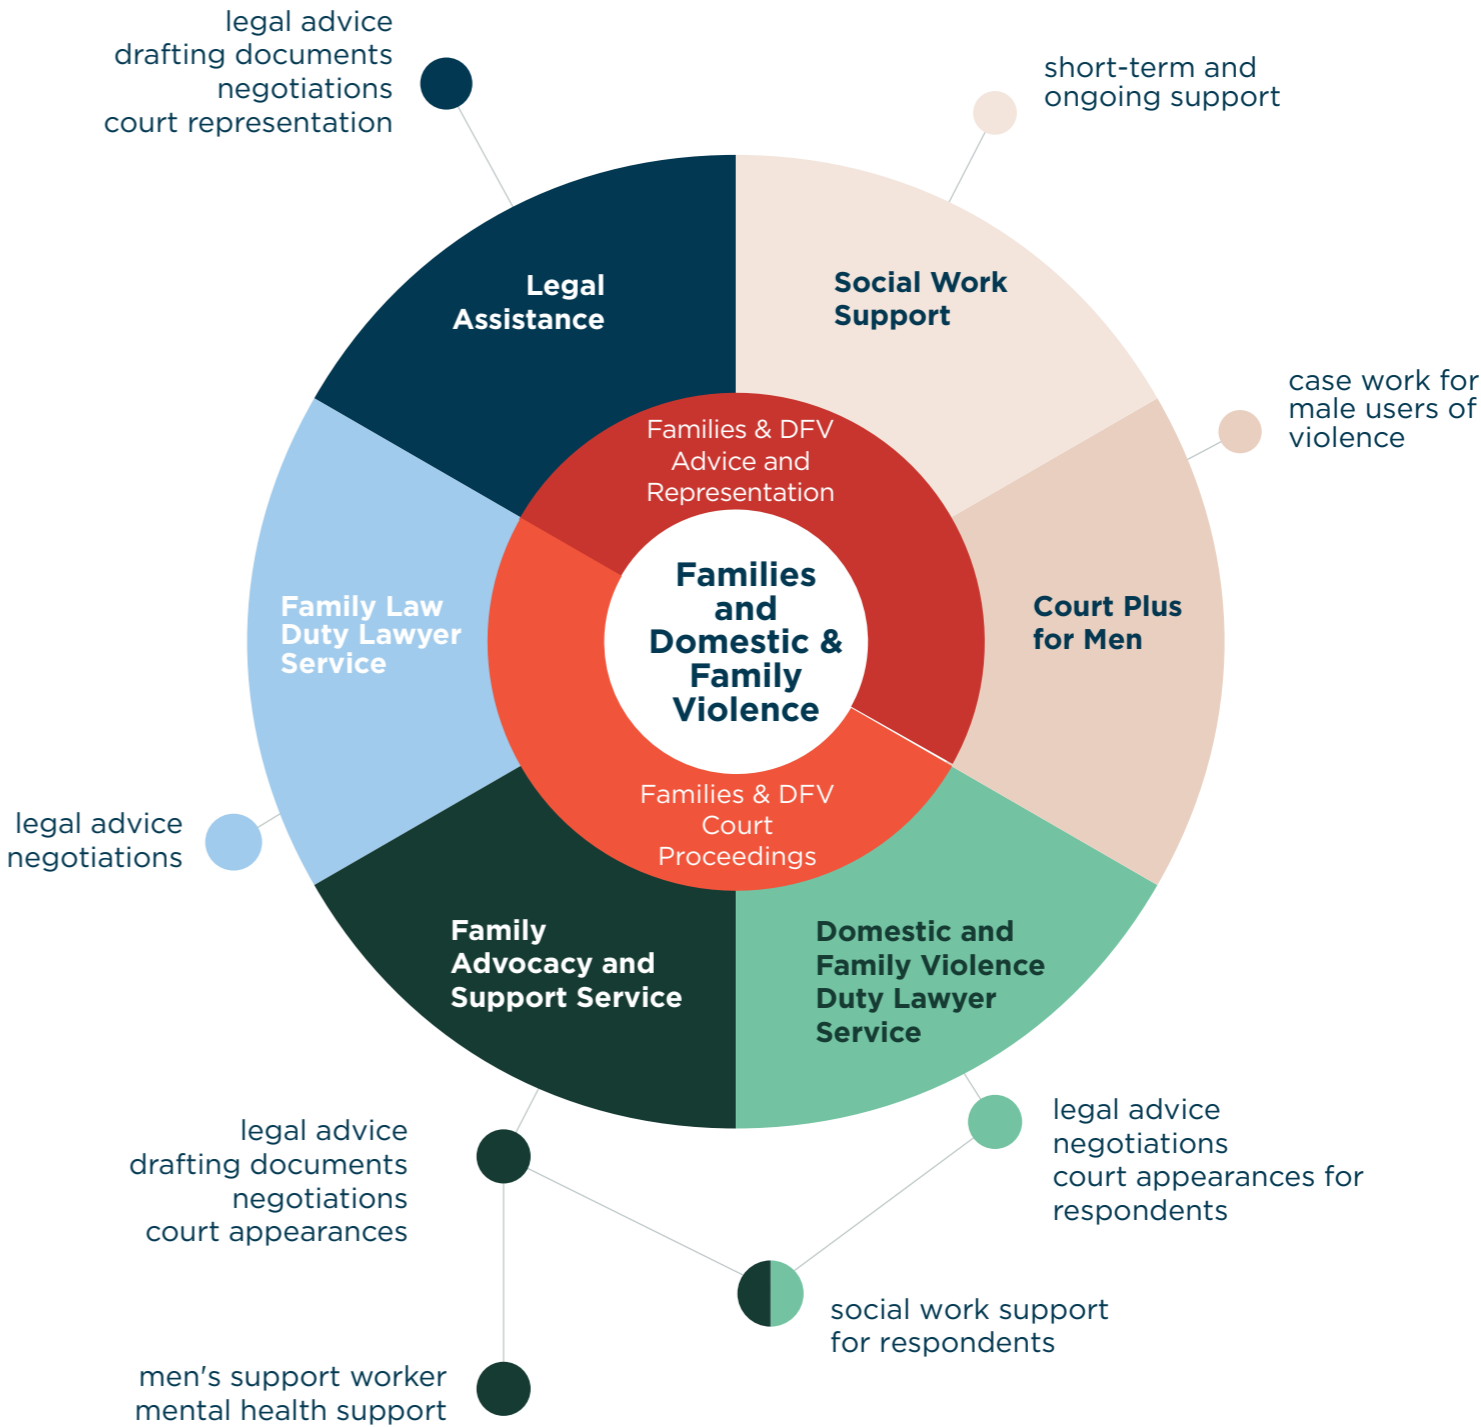 legal advice
drafting documents
negotiations
court representation
short-term and
ongoing support
Legal
Assistance
Social Work
Support
case work for
male users of
violence
Families & DFV
Advice and
Representation
Families
and
Domestic &
Family
Violence
Family Law
Duty Lawyer
Service
Court Plus
for Men
Families & DFV
Court
Proceedings
legal advice
negotiations
Family
Advocacy and
Support Service
Domestic and
Family Violence
Duty Lawyer
Service
legal advice
drafting documents
negotiations
court appearances
legal advice
negotiations
court appearances for
respondents
social work support
for respondents
men's support worker
mental health support